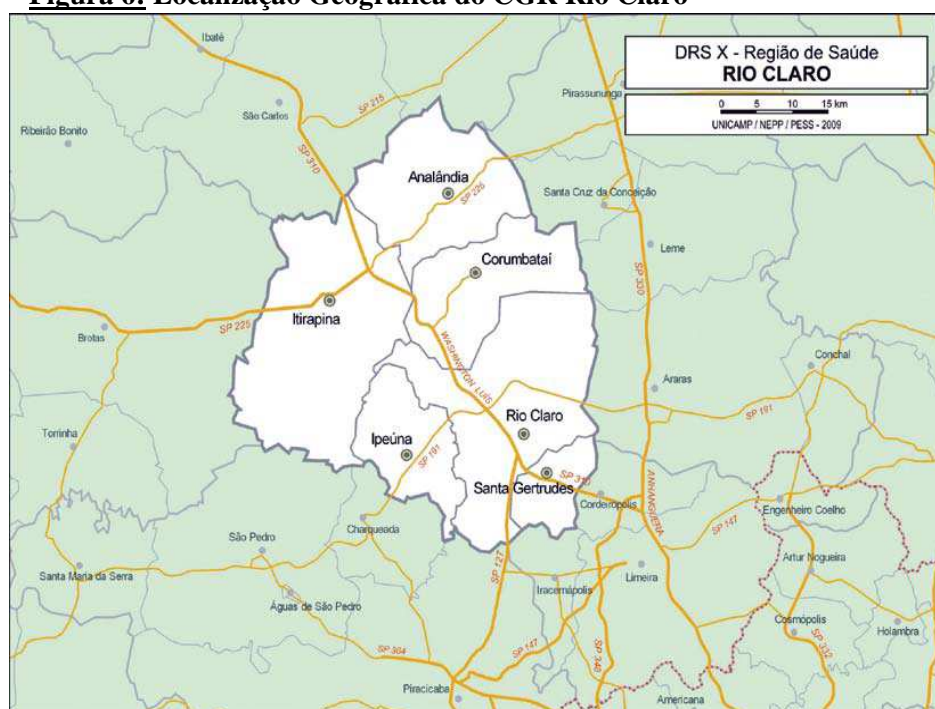 Figura 6: Localização Geográfica do CGR Rio Claro
DRS X - Região de Saúde
RIO CLARO
0 5 10 15 km
UNICAMP / NEPP / PESS - 2009
Ibaté
Pirassununga
SP 215
São Carlos
Ribeirão Bonito
SP 310
Analândia
SP 225
Santa Cruz da Conceição
Leme
Corumbataí
SP 330
Itirapina
SP 225
Brotas
WASHINGTON LUÍS
Conchal
Araras
SP 191
Rio Claro
Torrinha
Ipeúna
SP 191
SP 310
Santa Gertrudes
Cordeirópolis
ANHANGUERA
Engenheiro Coelho
SP 147
Charqueada
São Pedro
SP 127
Artur Nogueira
Santa Maria da Serra
Limeira
Iracemápolis
Águas de São Pedro
Cosmópolis
Holambra
SP 332
SP 304
SP 147
SP 348
Piracicaba
Americana